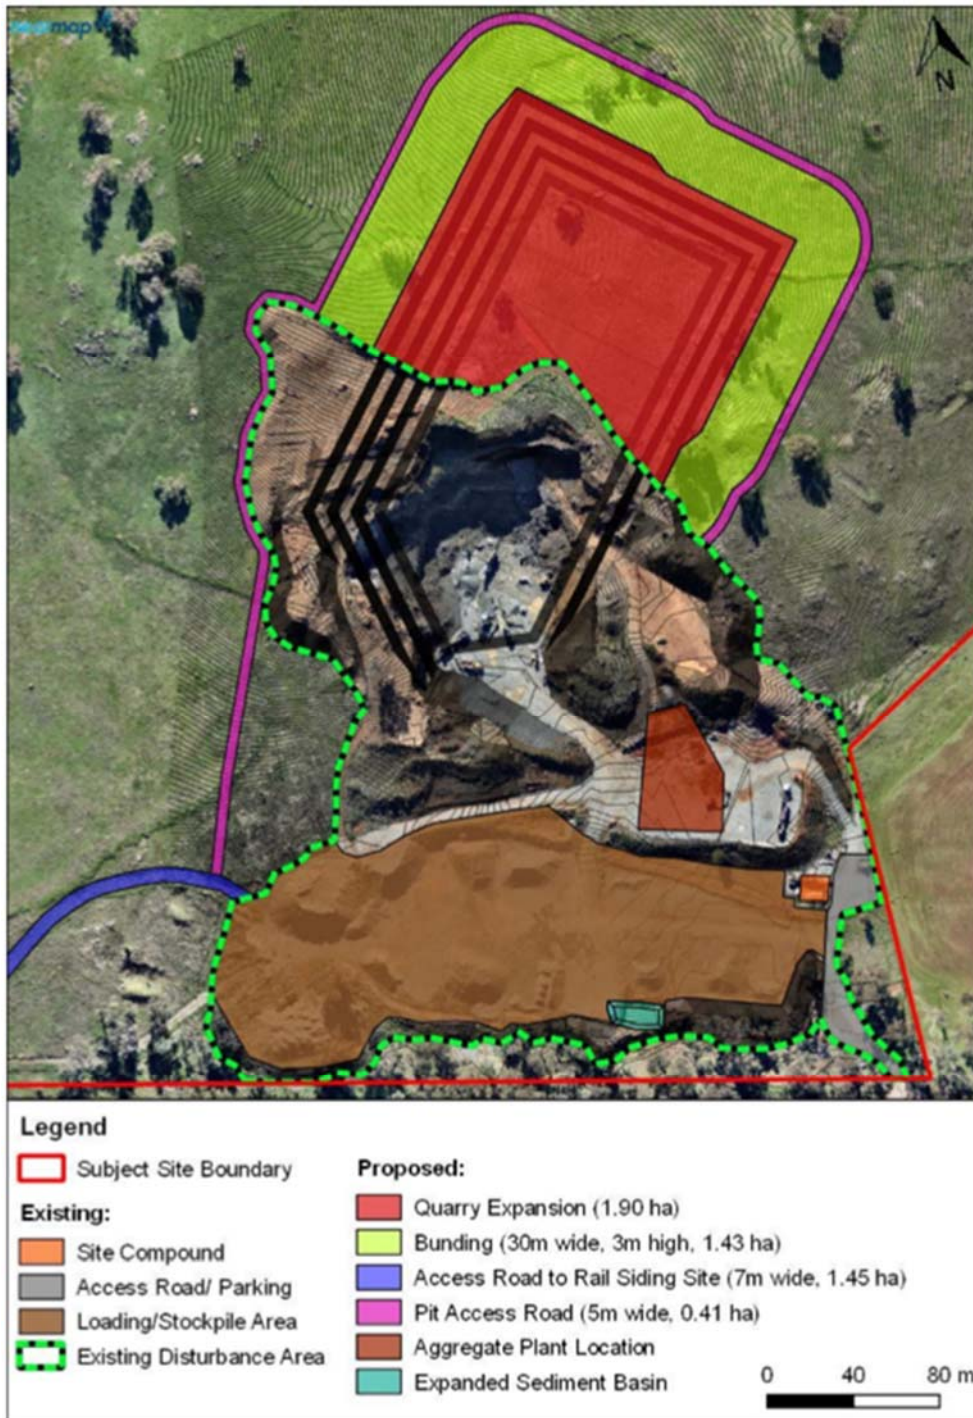 N
Legend
Subject Site Boundary
Existing:
Site Compound
Access Road/ Parking
Loading/Stockpile Area
Existing Disturbance Area
Proposed:
Quarry Expansion (1.90 ha)
Bunding (30m wide, 3m high, 1.43 ha)
Access Road to Rail Siding Site (7m wide, 1.45 ha)
Pit Access Road (5m wide, 0.41 ha)
Aggregate Plant Location
Expanded Sediment Basin
0 40 80 m